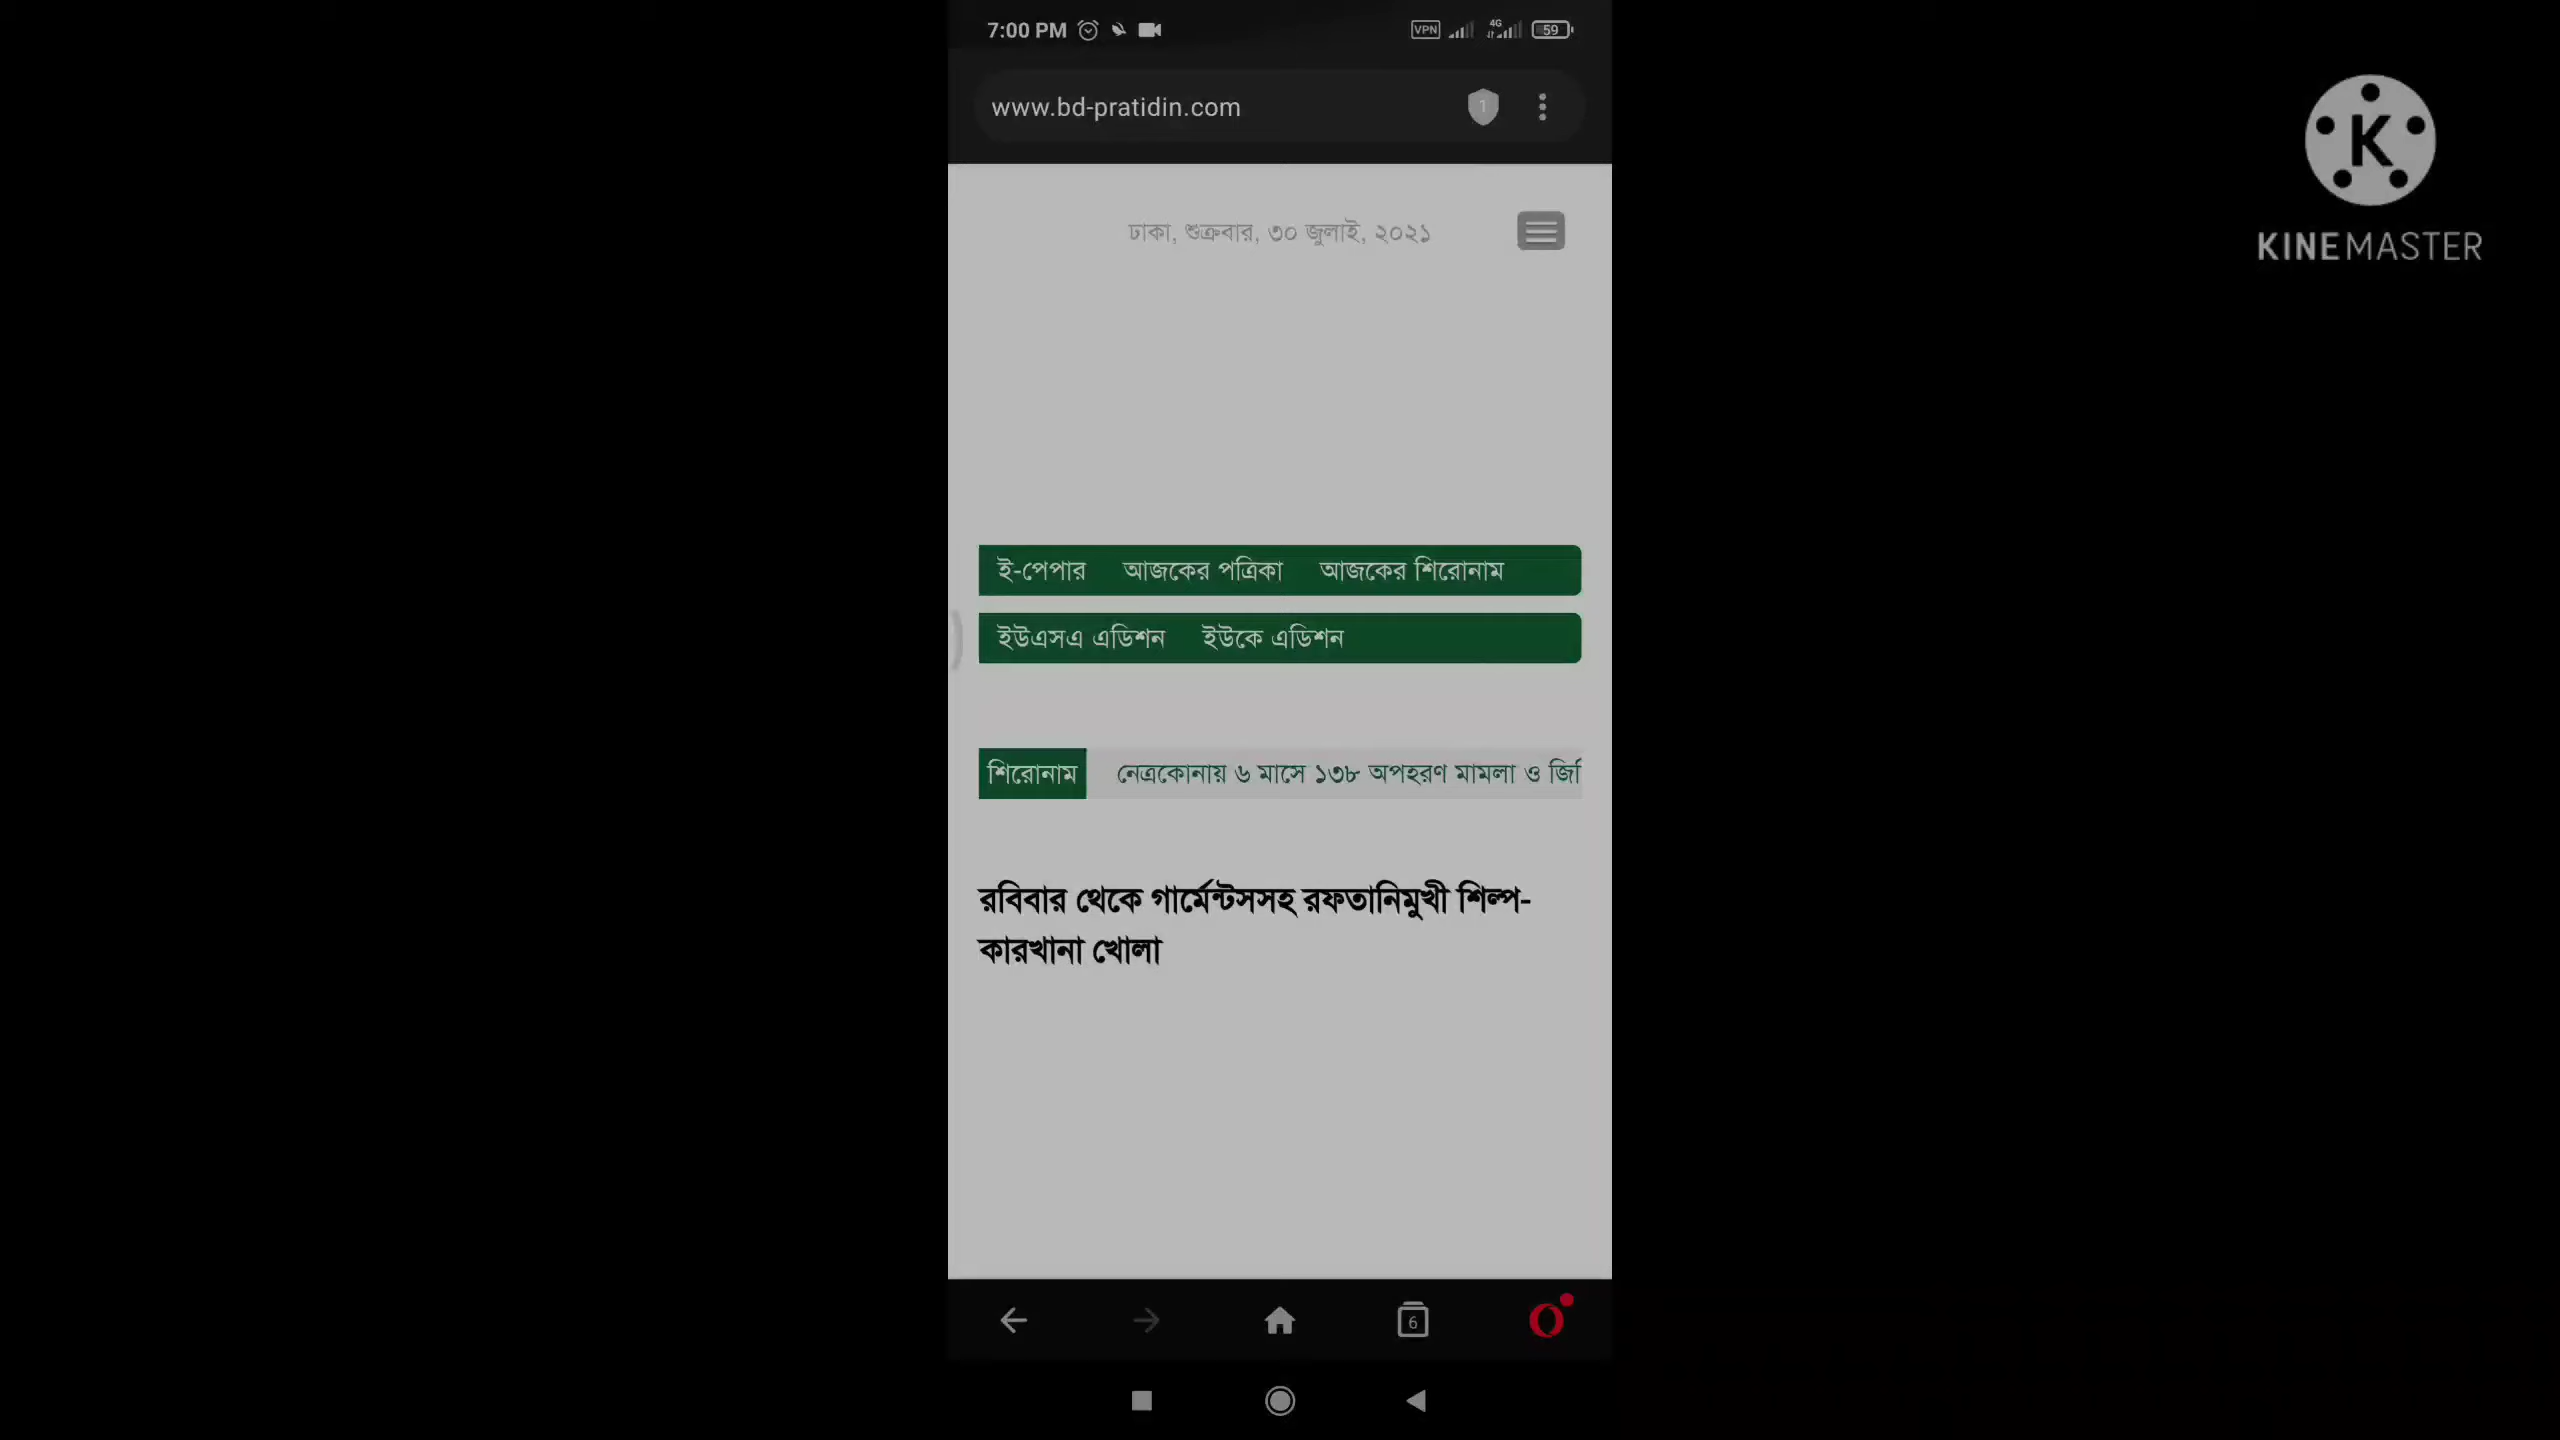 7:00 PM
VPN
4G
59
www.bd-pratidin.com
1
K
KINEMASTER
ঢাকা, শুক্রবার, ৩০ জুলাই, ২০২১
ই-পেপার আজকের পত্রিকা আজকের শিরোনাম
ইউএসএ এডিশন ইউকে এডিশন
শিরোনাম নেত্রকোনায় ৬ মাসে ১৩৮ অপহরণ মামলা ও
রবিবার থেকে গার্মেন্টসসহ রফতানিমুখী শিল্প-
কারখানা খোলা
6